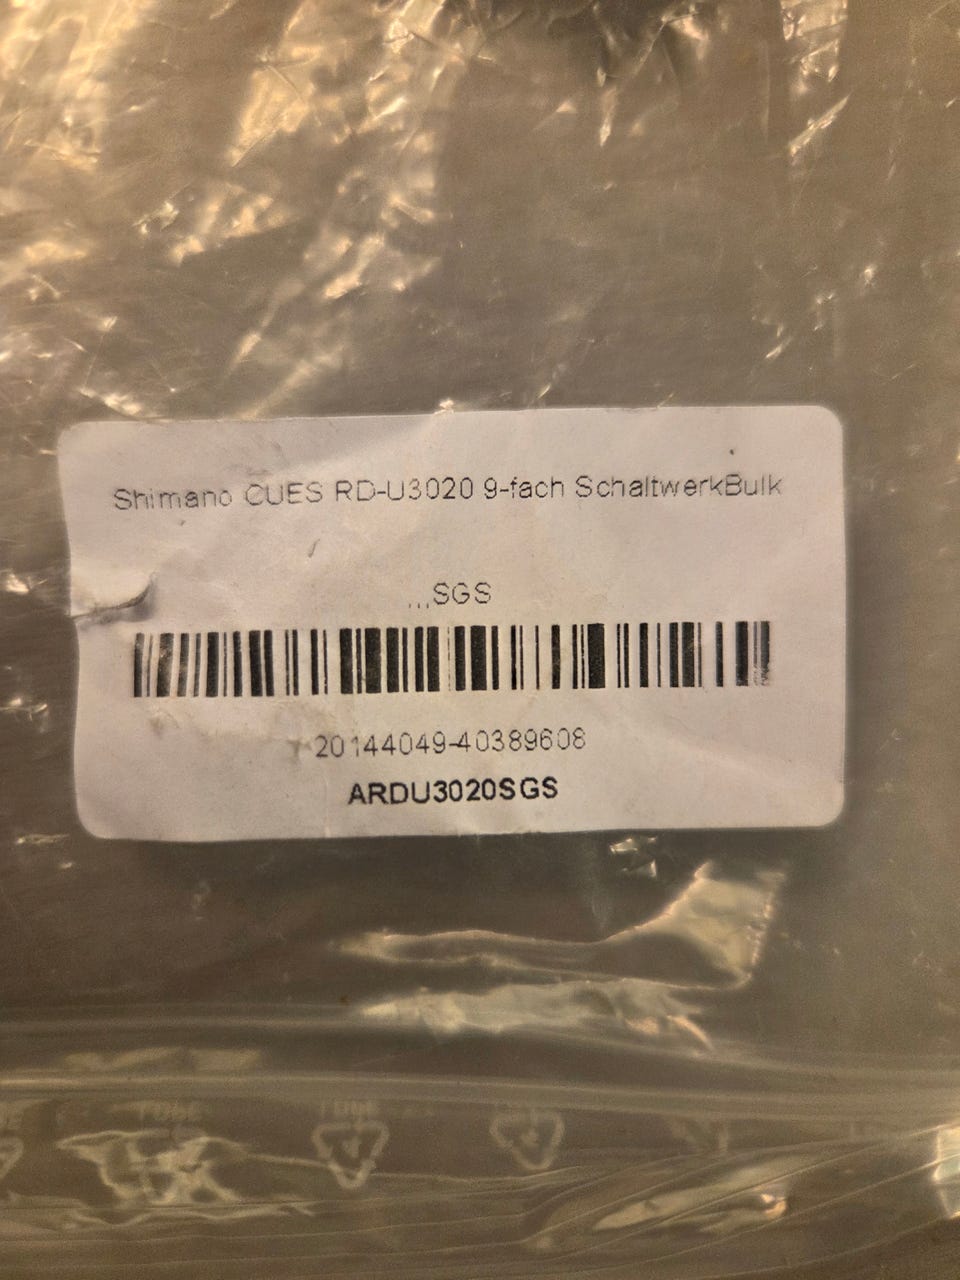 Shimano CUES RD-U3020 9-fach SchaltwerkBulk
...SGS
20144049-40389608
ARDU3020SGS